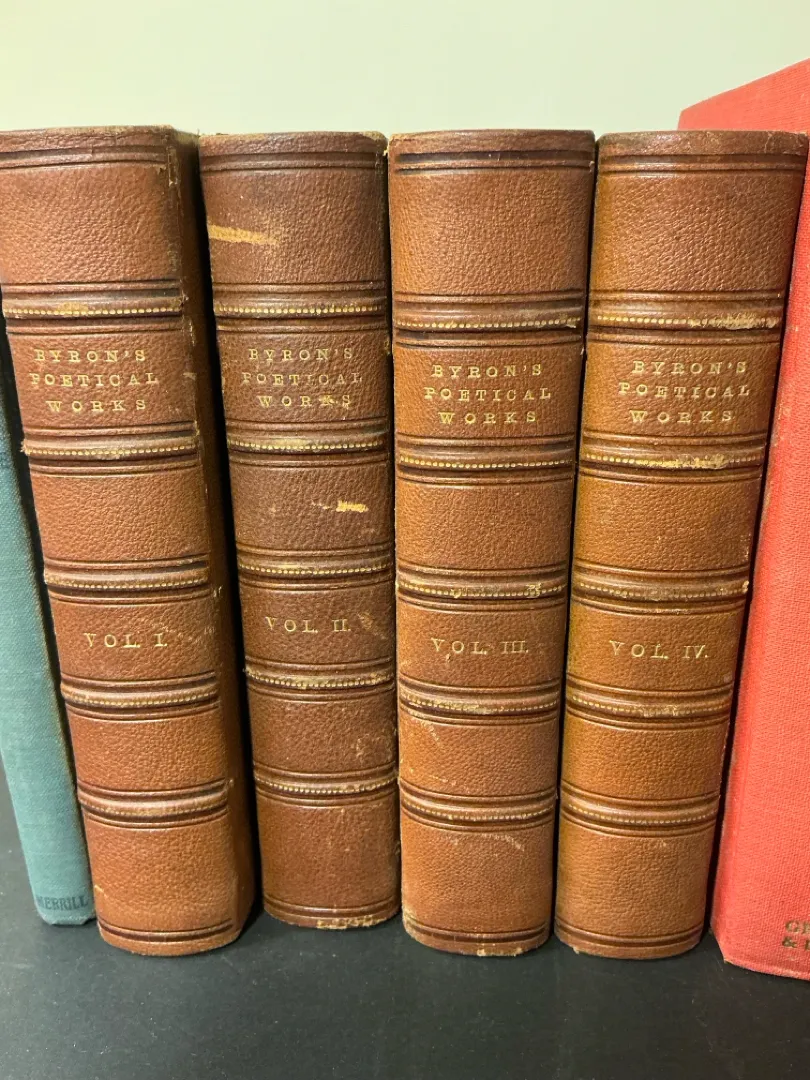 BYRON'S
POETICAL
WORKS
VOL. I.
BYRON'S
POETICAL
WORKS
VOL. II.
BYRON'S
POETICAL
WORKS
VOL. III.
BYRON'S
POETICAL
WORKS
VOL. IV.
MERRILL